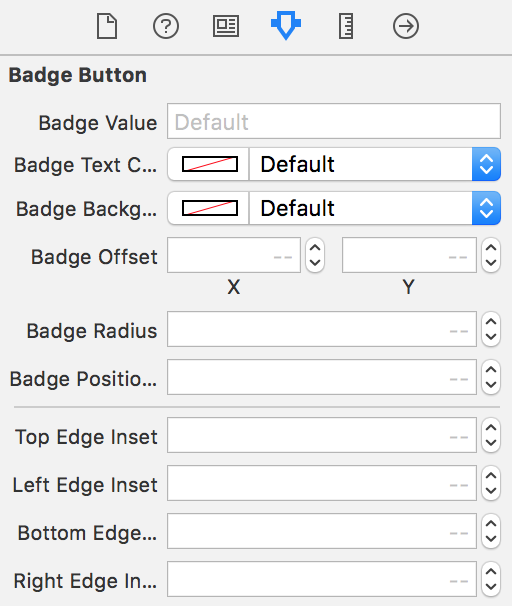 Badge Button
Badge Value Default
Badge Text C... Default
Badge Backg... Default
Badge Offset -- --
X Y
Badge Radius --
Badge Positio... --
Top Edge Inset --
Left Edge Inset --
Bottom Edge... --
Right Edge In... --